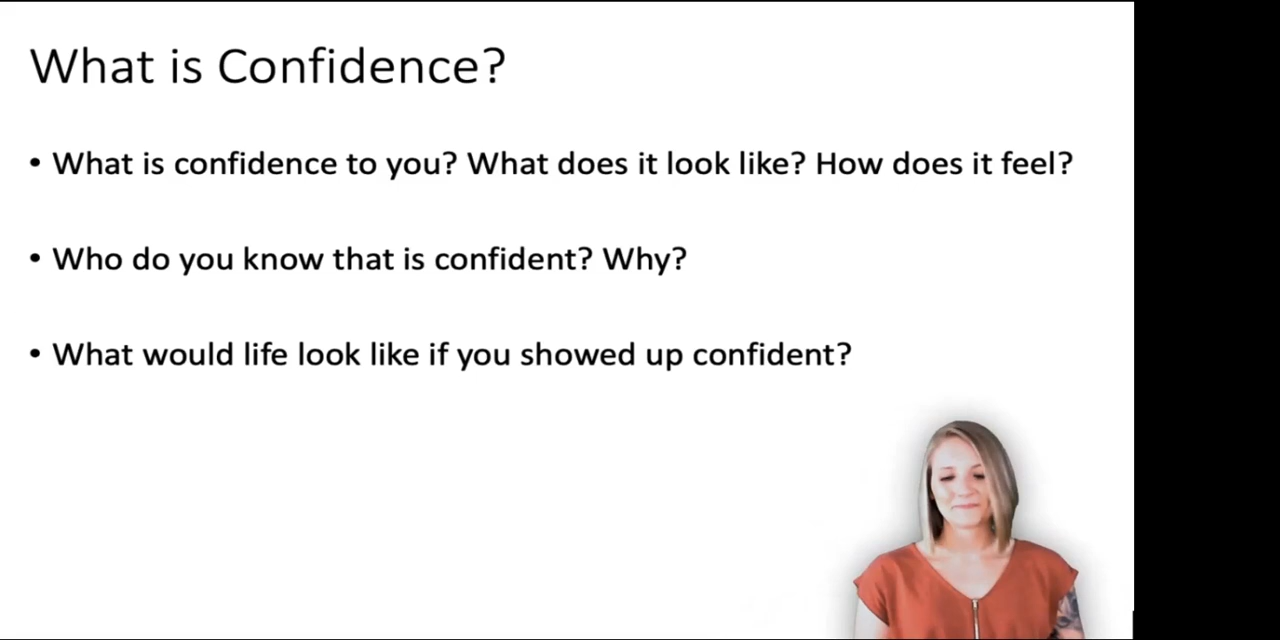 What is Confidence?
• What is confidence to you? What does it look like? How does it feel?
• Who do you know that is confident? Why?
• What would life look like if you showed up confident?